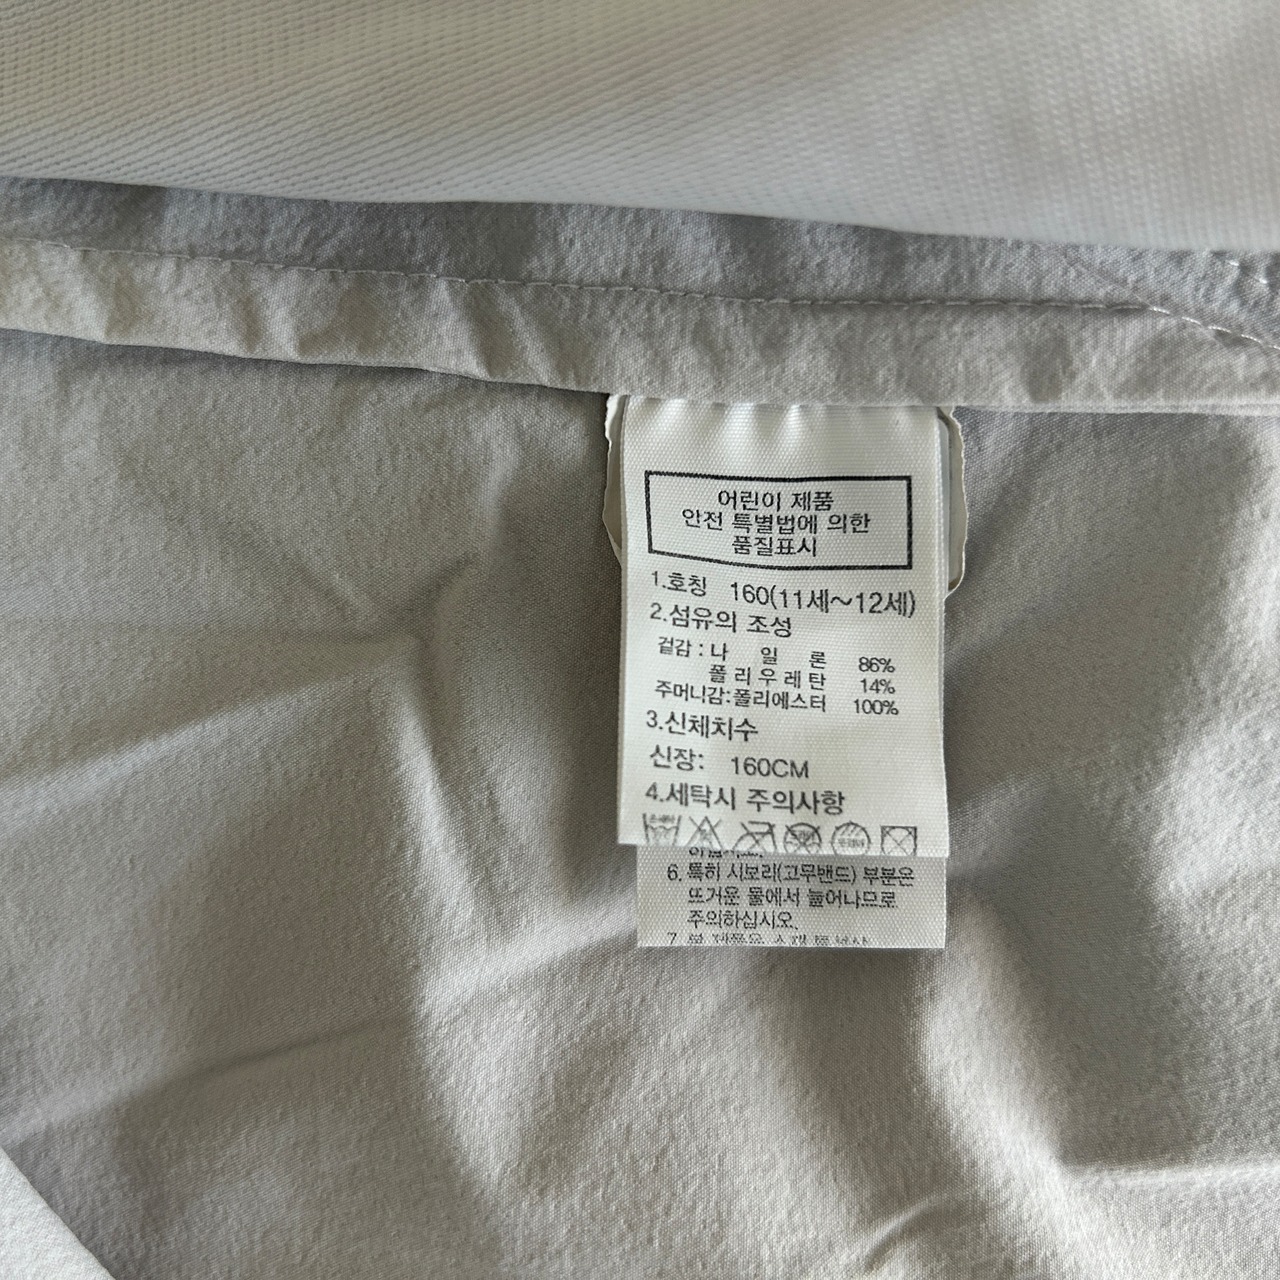 어린이 제품
안전 특별법에 의한
품질표시
1.호칭 160(11세~12세)
2.섬유의 조성
겉감 : 나 일 론 86%
폴 리 우 레 탄 14%
주머니감:폴리에스터 100%
3.신체치수
신장: 160CM
4.세탁시 주의사항
손세탁
6. 특히 시보리(고무밴드) 부분은
뜨거운 물에서 늘어나므로
주의하십시오.
7.